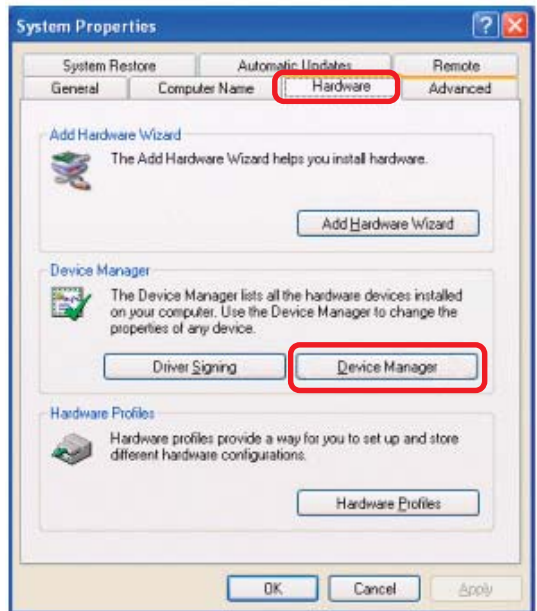 System Properties
System Restore Automatic Updates Remote
General Computer Name Hardware Advanced
Add Hardware Wizard
The Add Hardware Wizard helps you install hardware.
Add Hardware Wizard
Device Manager
The Device Manager lists all the hardware devices installed
on your computer. Use the Device Manager to change the
properties of any device.
Driver Signing Device Manager
Hardware Profiles
Hardware profiles provide a way for you to set up and store
different hardware configurations.
Hardware Profiles
OK Cancel Apply